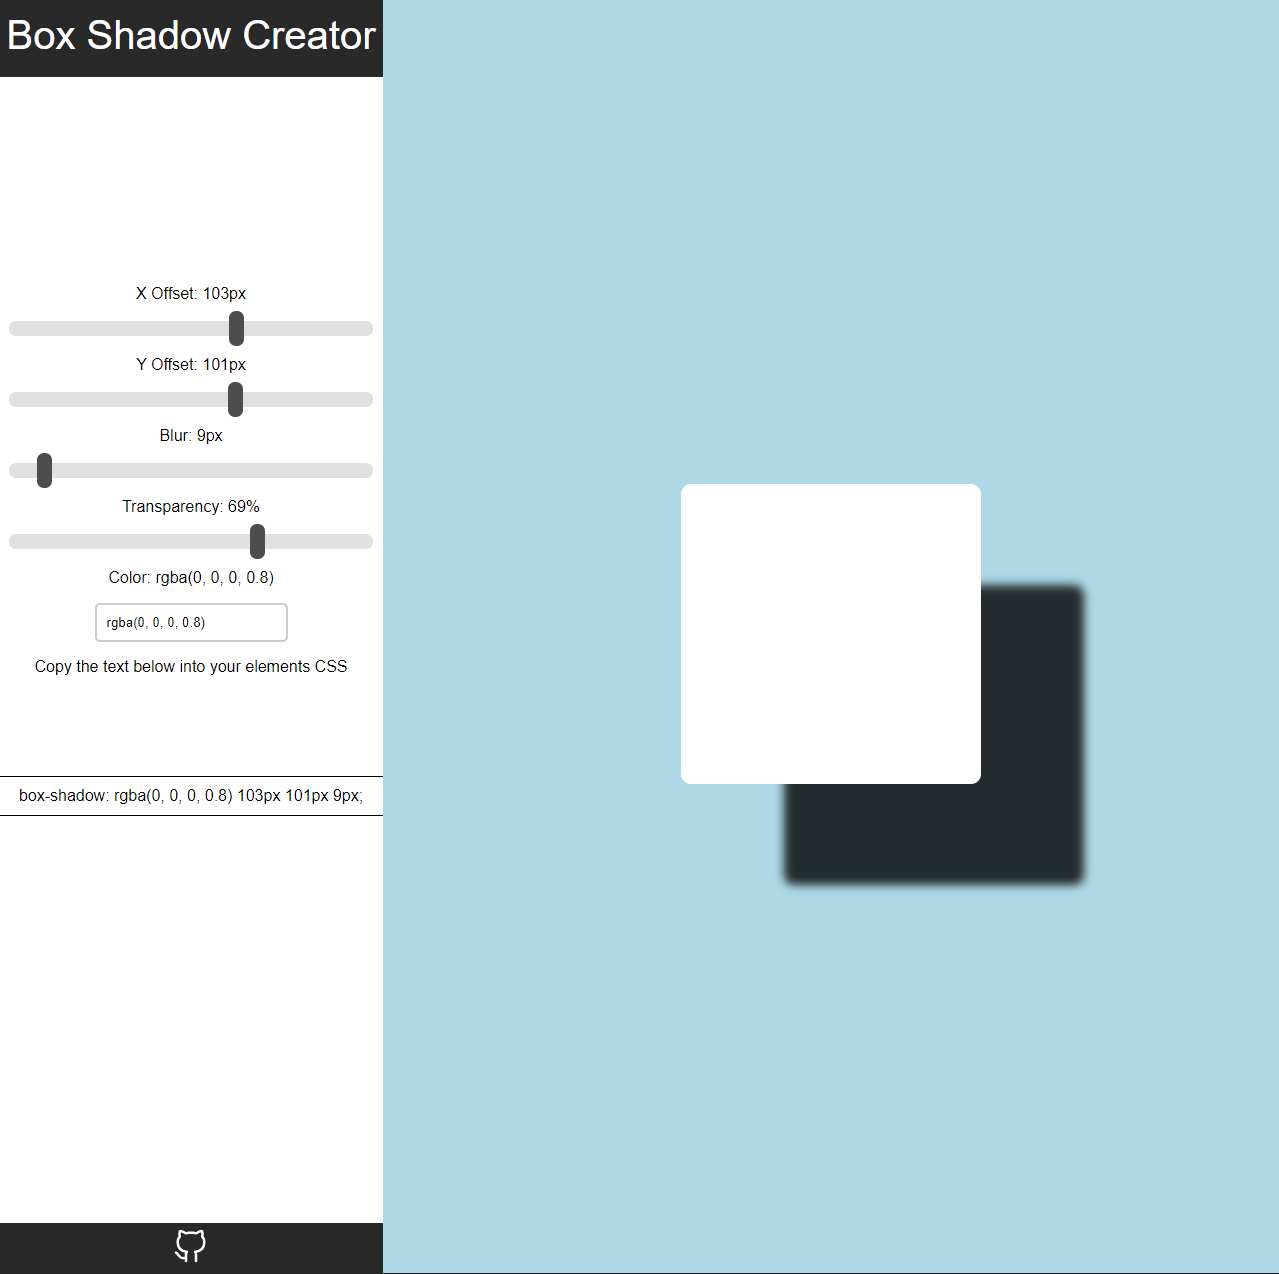 Box Shadow Creator
X Offset: 103px
Y Offset: 101px
Blur: 9px
Transparency: 69%
Color: rgba(0, 0, 0, 0.8)
rgba(0, 0, 0, 0.8)
Copy the text below into your elements CSS
box-shadow: rgba(0, 0, 0, 0.8) 103px 101px 9px;